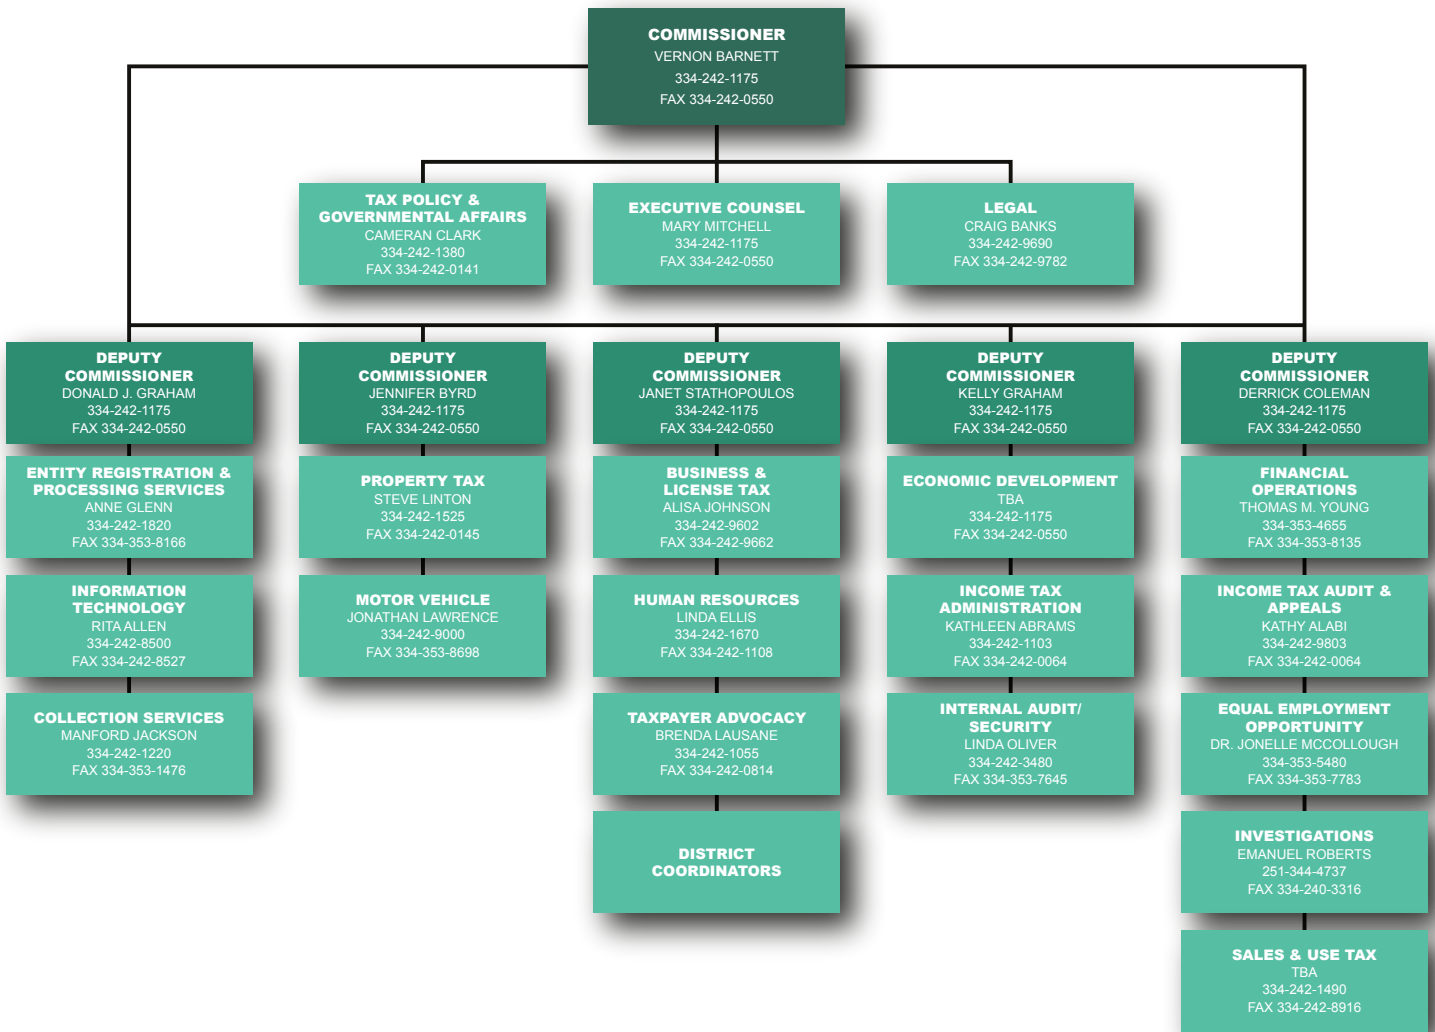 COMMISSIONER
VERNON BARNETT
334-242-1175
FAX 334-242-0550
TAX POLICY &
GOVERNMENTAL AFFAIRS
CAMERAN CLARK
334-242-1380
FAX 334-242-0141
EXECUTIVE COUNSEL
MARY MITCHELL
334-242-1175
FAX 334-242-0550
LEGAL
CRAIG BANKS
334-242-9690
FAX 334-242-9782
DEPUTY
COMMISSIONER
DONALD J. GRAHAM
334-242-1175
FAX 334-242-0550
ENTITY REGISTRATION &
PROCESSING SERVICES
ANNE GLENN
334-242-1820
FAX 334-353-8166
INFORMATION
TECHNOLOGY
RITA ALLEN
334-242-8500
FAX 334-242-8527
COLLECTION SERVICES
MANFORD JACKSON
334-242-1220
FAX 334-353-1476
DEPUTY
COMMISSIONER
JENNIFER BYRD
334-242-1175
FAX 334-242-0550
PROPERTY TAX
STEVE LINTON
334-242-1525
FAX 334-242-0145
MOTOR VEHICLE
JONATHAN LAWRENCE
334-242-9000
FAX 334-353-8698
DEPUTY
COMMISSIONER
JANET STATHOPOULOS
334-242-1175
FAX 334-242-0550
BUSINESS &
LICENSE TAX
ALISA JOHNSON
334-242-9602
FAX 334-242-9662
HUMAN RESOURCES
LINDA ELLIS
334-242-1670
FAX 334-242-1108
TAXPAYER ADVOCACY
BRENDA LAUSANE
334-242-1055
FAX 334-242-0814
DISTRICT
COORDINATORS
DEPUTY
COMMISSIONER
KELLY GRAHAM
334-242-1175
FAX 334-242-0550
ECONOMIC DEVELOPMENT
TBA
334-242-1175
FAX 334-242-0550
INCOME TAX
ADMINISTRATION
KATHLEEN ABRAMS
334-242-1103
FAX 334-242-0064
INTERNAL AUDIT/
SECURITY
LINDA OLIVER
334-242-3480
FAX 334-353-7645
DEPUTY
COMMISSIONER
DERRICK COLEMAN
334-242-1175
FAX 334-242-0550
FINANCIAL
OPERATIONS
THOMAS M. YOUNG
334-353-4655
FAX 334-353-8135
INCOME TAX AUDIT &
APPEALS
KATHY ALABI
334-242-9803
FAX 334-242-0064
EQUAL EMPLOYMENT
OPPORTUNITY
DR. JONELLE MCCOLLOUGH
334-353-5480
FAX 334-353-7783
INVESTIGATIONS
EMANUEL ROBERTS
251-344-4737
FAX 334-240-3316
SALES & USE TAX
TBA
334-242-1490
FAX 334-242-8916